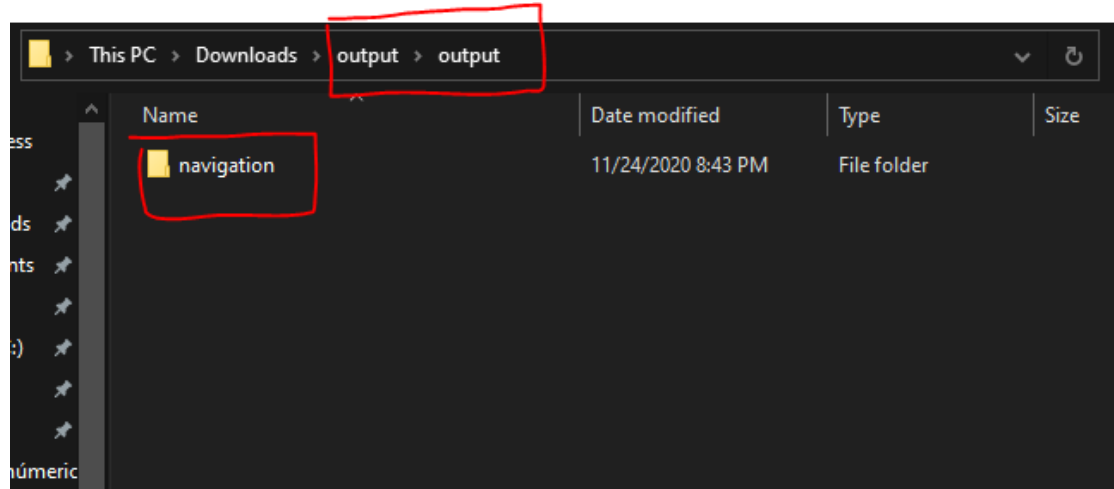 This PC > Downloads > output > output
Name Date modified Type Size
ess
navigation 11/24/2020 8:43 PM File folder
ds
nts
:)
númeric